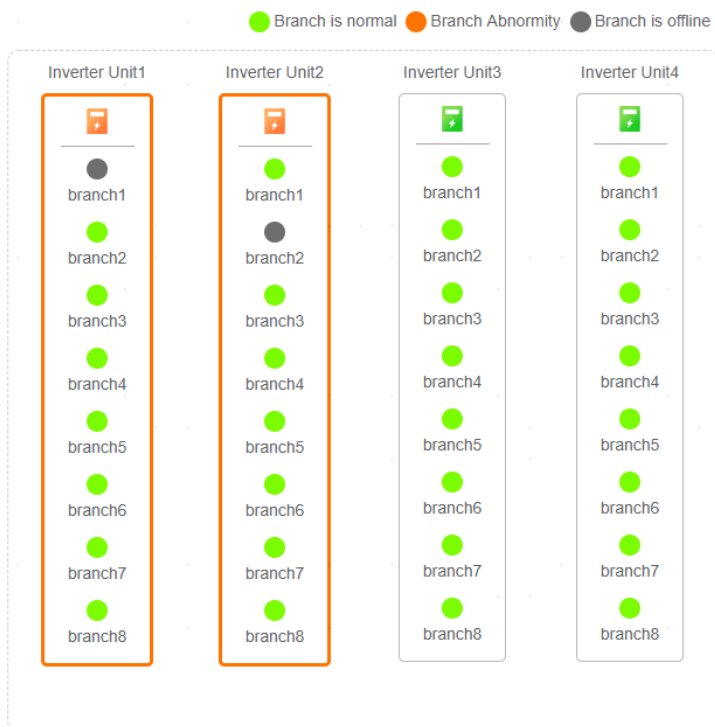 Branch is normal Branch Abnormity Branch is offline
Inverter Unit1 Inverter Unit2 Inverter Unit3 Inverter Unit4
branch1 branch1 branch1 branch1
branch2 branch2 branch2 branch2
branch3 branch3 branch3 branch3
branch4 branch4 branch4 branch4
branch5 branch5 branch5 branch5
branch6 branch6 branch6 branch6
branch7 branch7 branch7 branch7
branch8 branch8 branch8 branch8